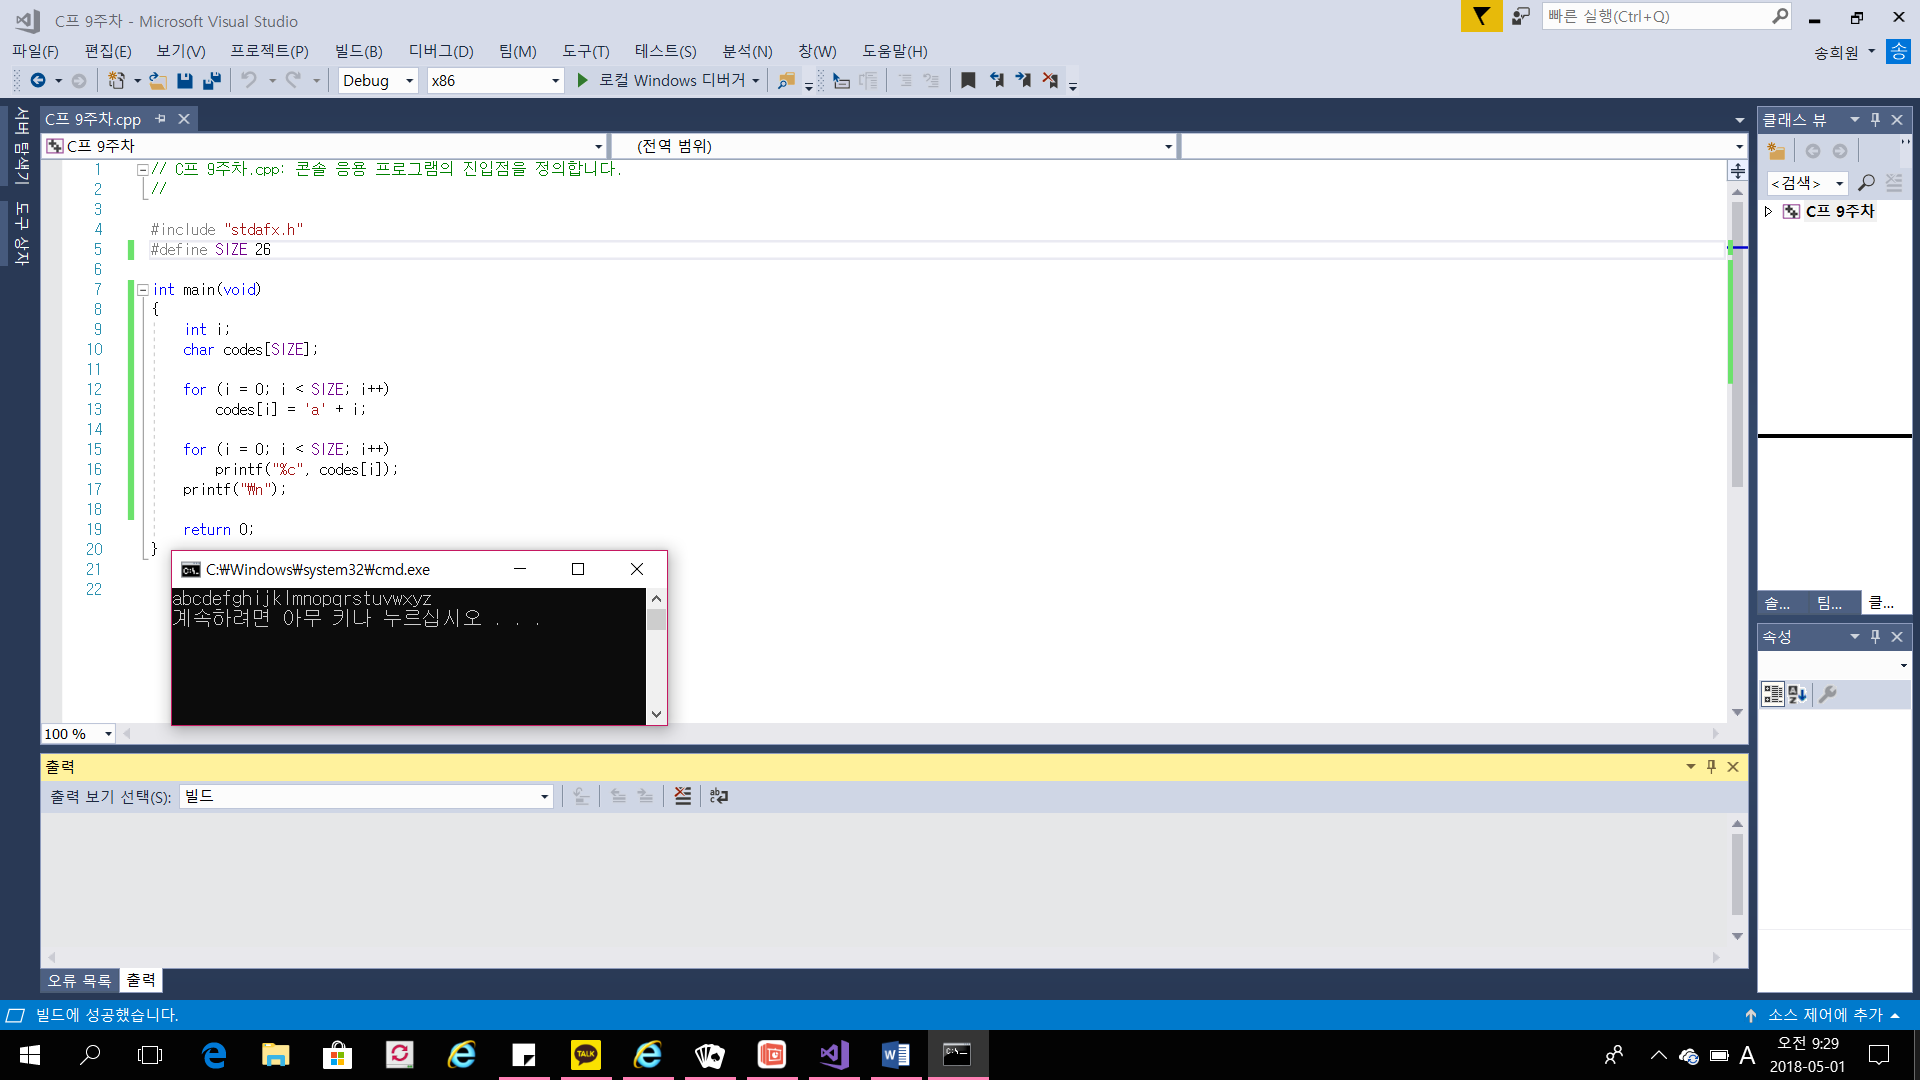 C프 9주차 - Microsoft Visual Studio
빠른 실행(Ctrl+Q)
파일(F) 편집(E) 보기(V) 프로젝트(P) 빌드(B) 디버그(D) 팀(M) 도구(T) 테스트(S) 분석(N) 창(W) 도움말(H)
송희원 송
Debug x86 로컬 Windows 디버거
서버 탐색기
도구 상자
C프 9주차.cpp
C프 9주차 (전역 범위)
1 // C프 9주차.cpp: 콘솔 응용 프로그램의 진입점을 정의합니다.
2 //
3
4 #include "stdafx.h"
5 #define SIZE 26
6
7 int main(void)
8 {
9 int i;
10 char codes[SIZE];
11
12 for (i = 0; i < SIZE; i++)
13 codes[i] = 'a' + i;
14
15 for (i = 0; i < SIZE; i++)
16 printf("%c", codes[i]);
17 printf("₩n");
18
19 return 0;
20 }
21
22
C:₩Windows₩system32₩cmd.exe
abcdefghijklmnopqrstuvwxyz
계속하려면 아무 키나 누르십시오 . . .
100 %
클래스 뷰
<검색>
C프 9주차
솔... 팀... 클...
속성
출력
출력 보기 선택(S): 빌드
오류 목록 출력
빌드에 성공했습니다.
소스 제어에 추가
TALK
A
오전 9:29
2018-05-01